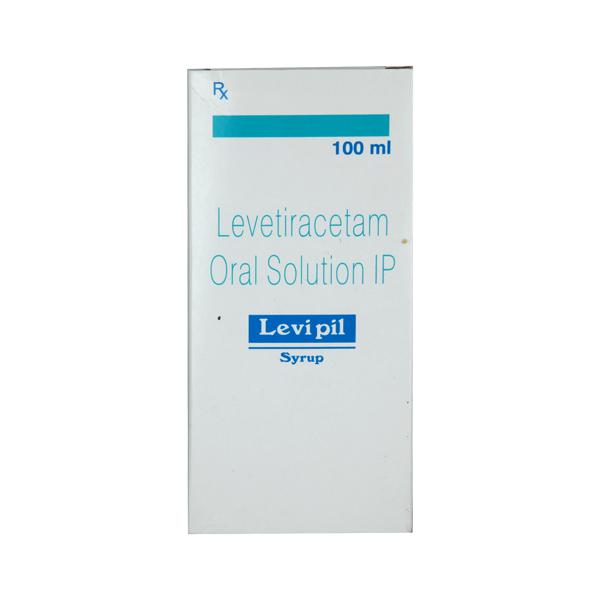 Rx
100 ml
Levetiracetam
Oral Solution IP
Levipil
Syrup